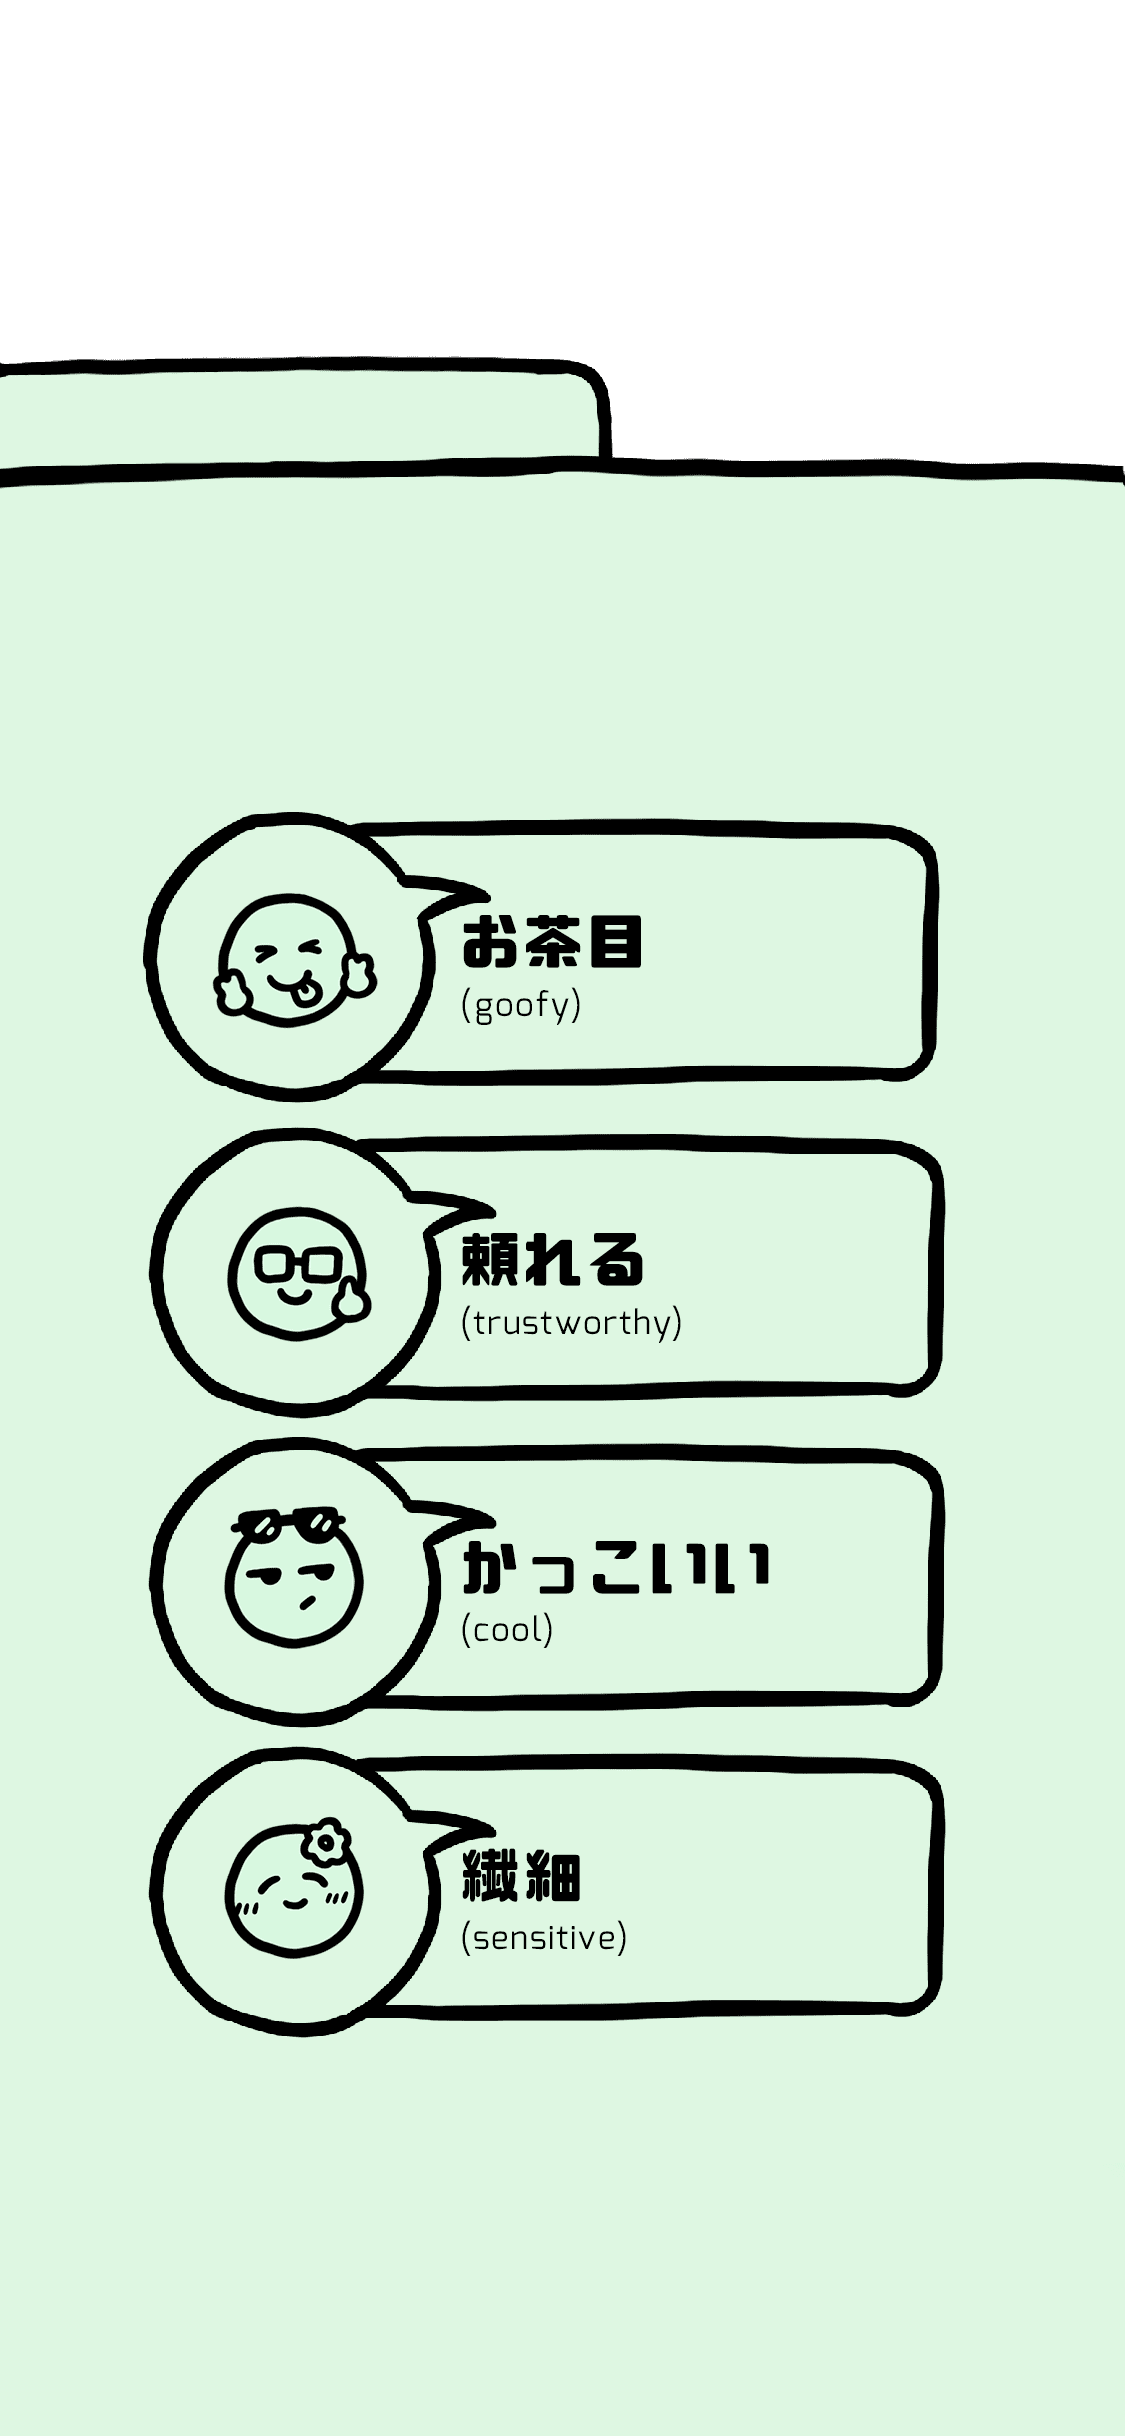 お茶目
(goofy)
頼れる
(trustworthy)
かっこいい
(cool)
繊細
(sensitive)